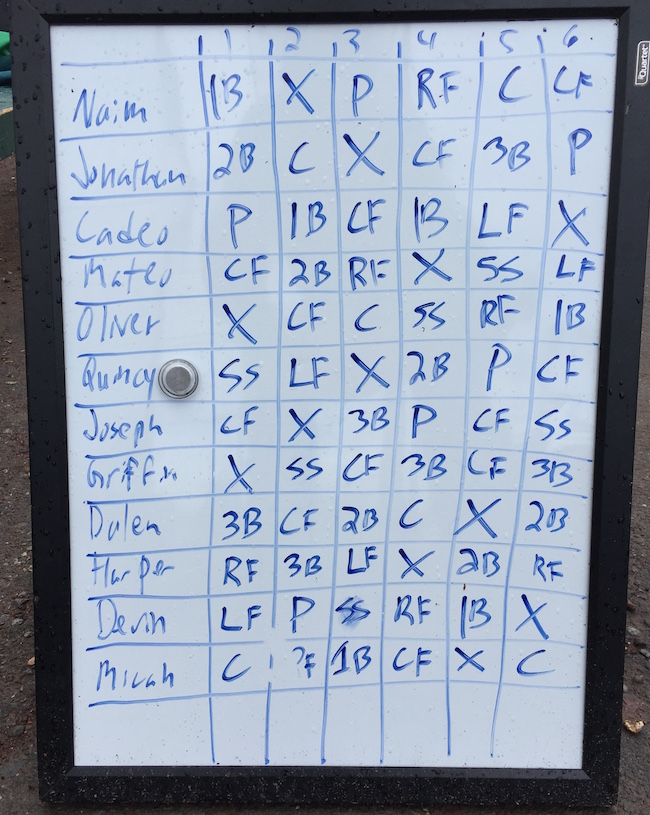 1 2 3 4 5 6
Quartet
Naim 1B X P RF C CF
Jonathan 2B C X CF 3B P
Cadeo P 1B CF 1B LF X
Mateo CF 2B RF X SS LF
Oliver X CF C SS RF 1B
Quincy SS LF X 2B P CF
Joseph CF X 3B P CF SS
Griffin X SS CF 3B CF 3B
Dalen 3B CF 2B C X 2B
Harper RF 3B LF X 2B RF
Devin LF P SS RF 1B X
Micah C 1B CF X C